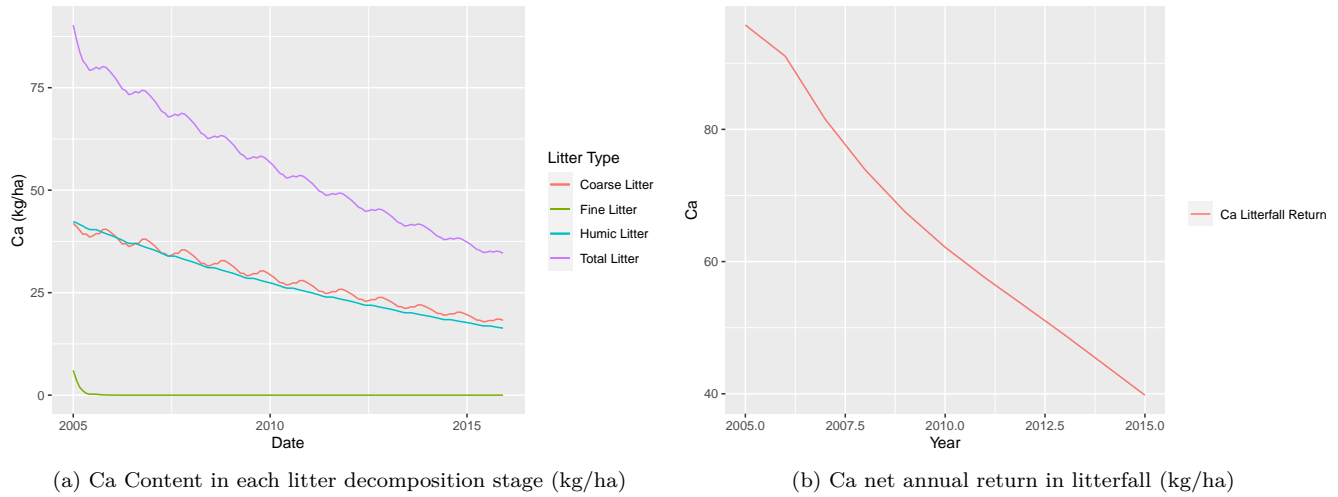 Ca (kg/ha)
75
50
25
0
2005
2010
2015
Date
Litter Type
Coarse Litter
Fine Litter
Humic Litter
Total Litter
(a) Ca Content in each litter decomposition stage (kg/ha)
Ca
80
60
40
2005.0
2007.5
2010.0
2012.5
2015.0
Year
Ca Litterfall Return
(b) Ca net annual return in litterfall (kg/ha)